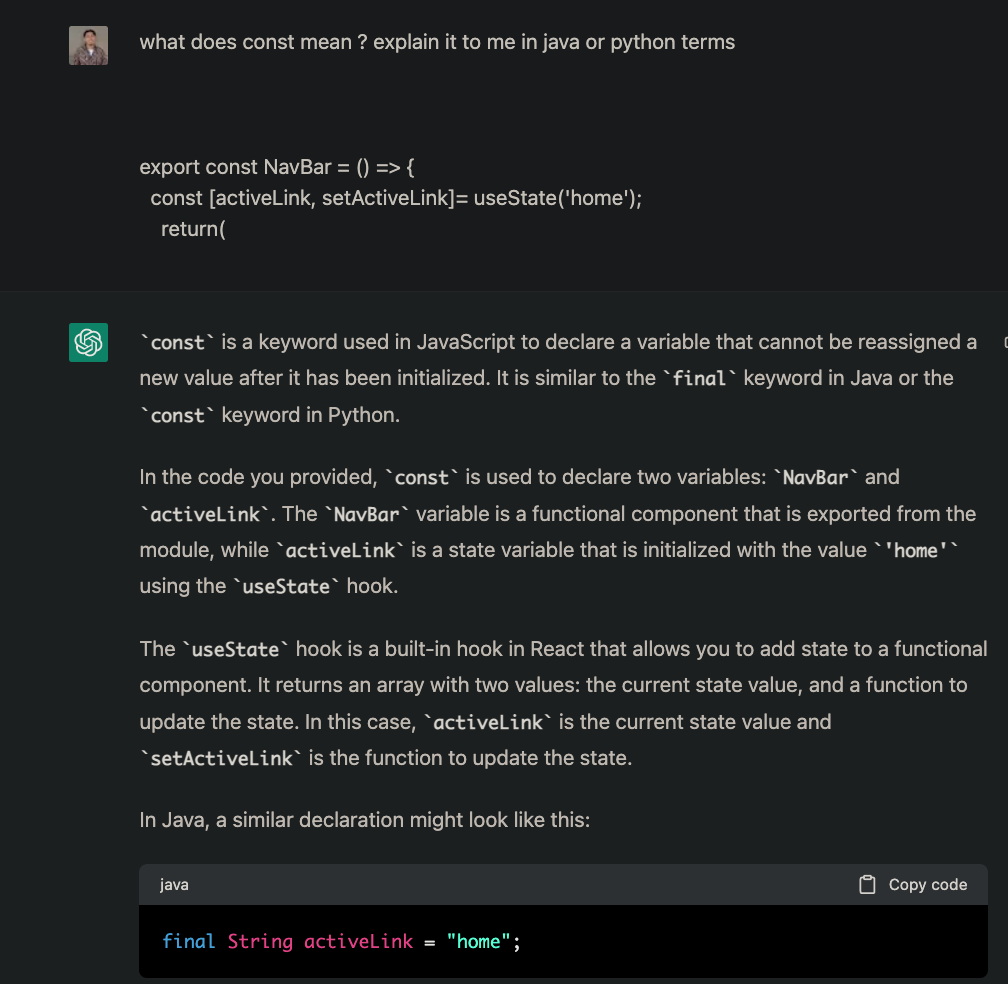 what does const mean ? explain it to me in java or python terms
export const NavBar = () => {
const [activeLink, setActiveLink]= useState('home');
return(
`const` is a keyword used in JavaScript to declare a variable that cannot be reassigned a
new value after it has been initialized. It is similar to the `final` keyword in Java or the
`const` keyword in Python.
In the code you provided, `const` is used to declare two variables: `NavBar` and
`activeLink`. The `NavBar` variable is a functional component that is exported from the
module, while `activeLink` is a state variable that is initialized with the value `'home'`
using the `useState` hook.
The `useState` hook is a built-in hook in React that allows you to add state to a functional
component. It returns an array with two values: the current state value, and a function to
update the state. In this case, `activeLink` is the current state value and
`setActiveLink` is the function to update the state.
In Java, a similar declaration might look like this:
java Copy code
final String activeLink = "home";